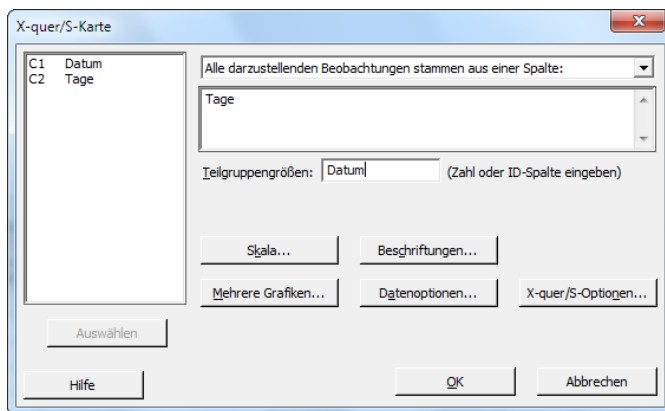 X-quer/S-Karte
C1 Datum
C2 Tage
Alle darzustellenden Beobachtungen stammen aus einer Spalte:
Tage
Teilgruppengrößen: Datum (Zahl oder ID-Spalte eingeben)
Skala... Beschriftungen...
Mehrere Grafiken... Datenoptionen... X-quer/S-Optionen...
Auswählen
Hilfe OK Abbrechen